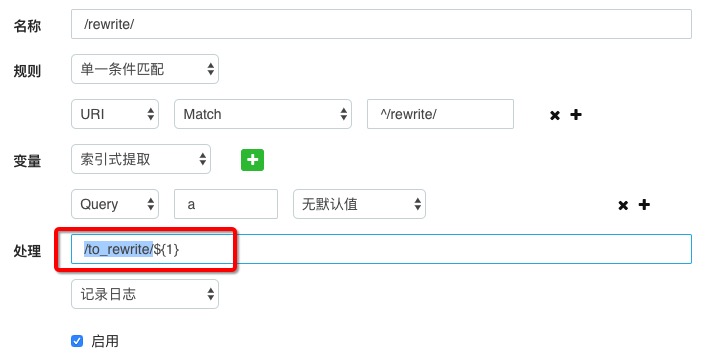 名称 /rewrite/
规则 单一条件匹配
URI Match ^/rewrite/
变量 索引式提取
Query a 无默认值
处理 /to_rewrite/${1}
记录日志
启用